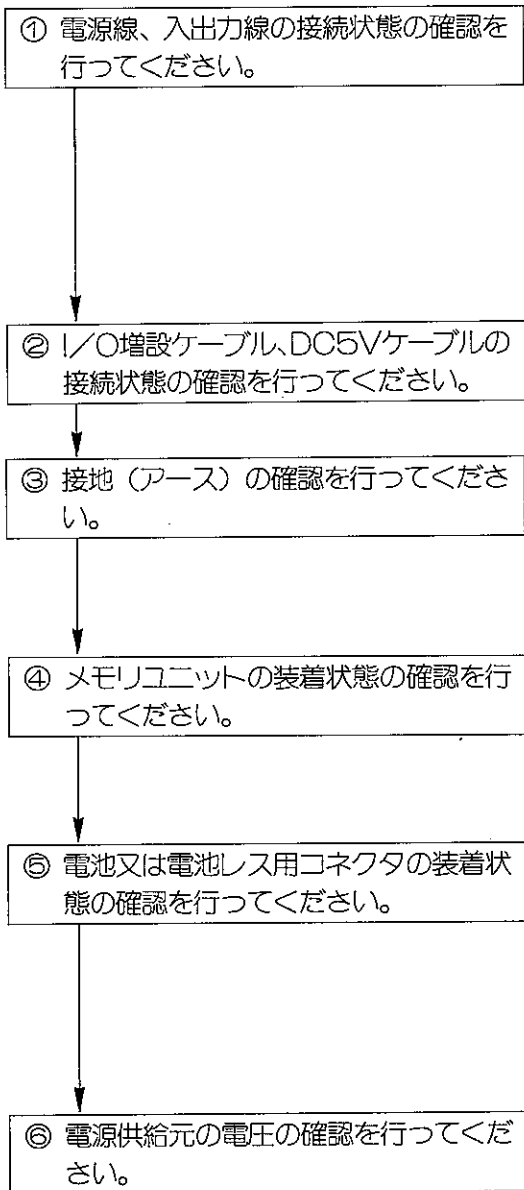 ① 電源線、入出力線の接続状態の確認を
行ってください。
② I/O増設ケーブル、DC5Vケーブルの
接続状態の確認を行ってください。
③ 接地（アース）の確認を行ってくださ
い。
④ メモリユニットの装着状態の確認を行
ってください。
⑤ 電池又は電池レス用コネクタの装着状
態の確認を行ってください。
⑥ 電源供給元の電圧の確認を行ってくだ
さい。